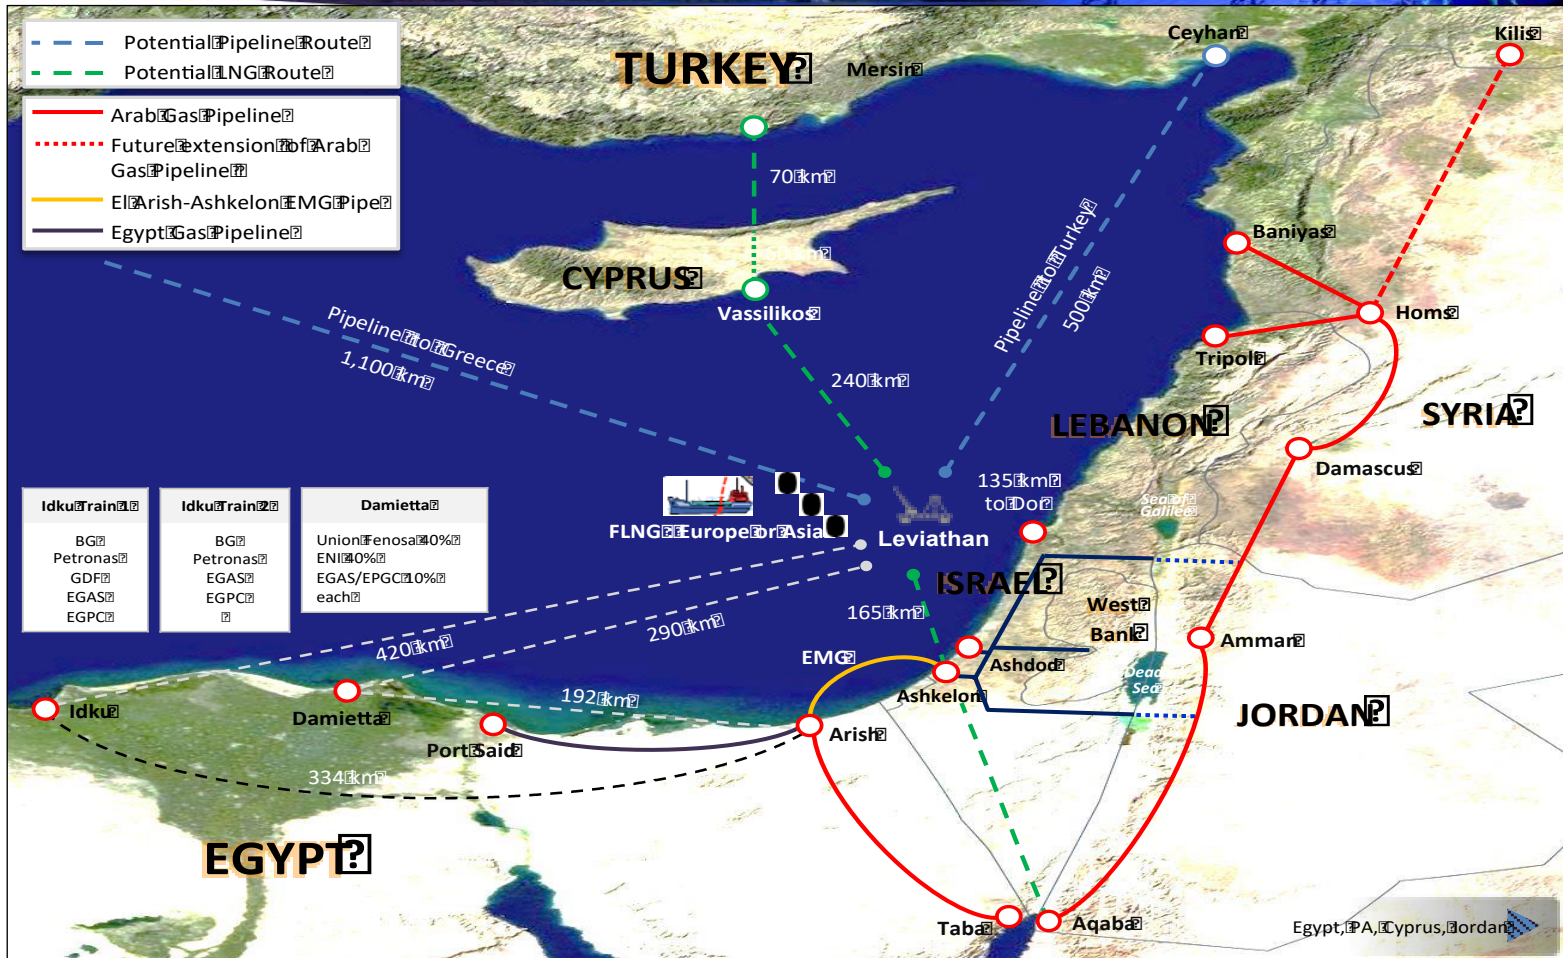 Potential Pipeline Route
Potential LNG Route
Arab Gas Pipeline
Future extension of Arab
Gas Pipeline
El Arish-Ashkelon EMG Pipe
Egypt Gas Pipeline
TURKEY
Mersin
Ceyhan
Kilis
70 km
CYPRUS
Vassilikos
240 km
Pipeline to Turkey
500 km
Pipeline to Greece
1,100 km
Baniyas
Homs
Tripoli
LEBANON
SYRIA
Damascus
135 km
to Dor
Sea of
Galilee
FLNG Europe or Asia
Leviathan
Idku Train 1
BG
Petronas
GDF
EGAS
EGPC
Idku Train 2
BG
Petronas
EGAS
EGPC
Damietta
Union Fenosa 40%
ENI 40%
EGAS/EPGC 10%
each
ISRAEL
165 km
West
Bank
Amman
420 km
290 km
EMG
Ashdod
Ashkelon
Dead
Sea
192 km
Idku
Damietta
Port Said
Arish
JORDAN
334 km
EGYPT
Taba
Aqaba
Egypt, PA, Cyprus, Jordan